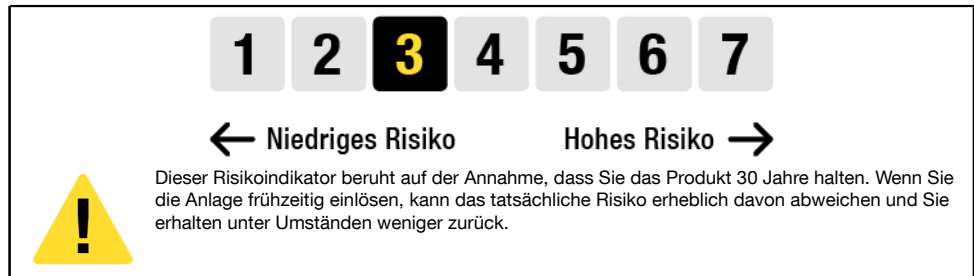 1 2 3 4 5 6 7
← Niedriges Risiko Hohes Risiko →
Dieser Risikoindikator beruht auf der Annahme, dass Sie das Produkt 30 Jahre halten. Wenn Sie
die Anlage frühzeitig einlösen, kann das tatsächliche Risiko erheblich davon abweichen und Sie
erhalten unter Umständen weniger zurück.
!